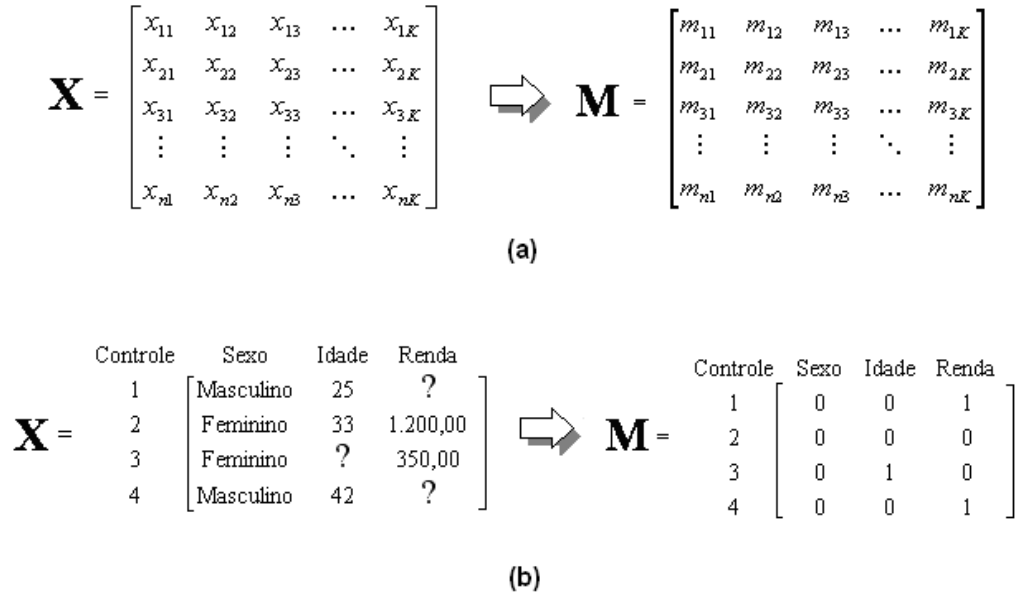 X = x11 x12 x13 ... x1K
x21 x22 x23 ... x2K
x31 x32 x33 ... x3K
⋮ ⋮ ⋮ ⋱ ⋮
xn1 xn2 xn3 ... xnK
M = m11 m12 m13 ... m1K
m21 m22 m23 ... m2K
m31 m32 m33 ... m3K
⋮ ⋮ ⋮ ⋱ ⋮
mn1 mn2 mn3 ... mnK
(a)
X =
Controle Sexo Idade Renda
1 Masculino 25 ?
2 Feminino 33 1.200,00
3 Feminino ? 350,00
4 Masculino 42 ?
M =
Controle Sexo Idade Renda
1 0 0 1
2 0 0 0
3 0 1 0
4 0 0 1
(b)